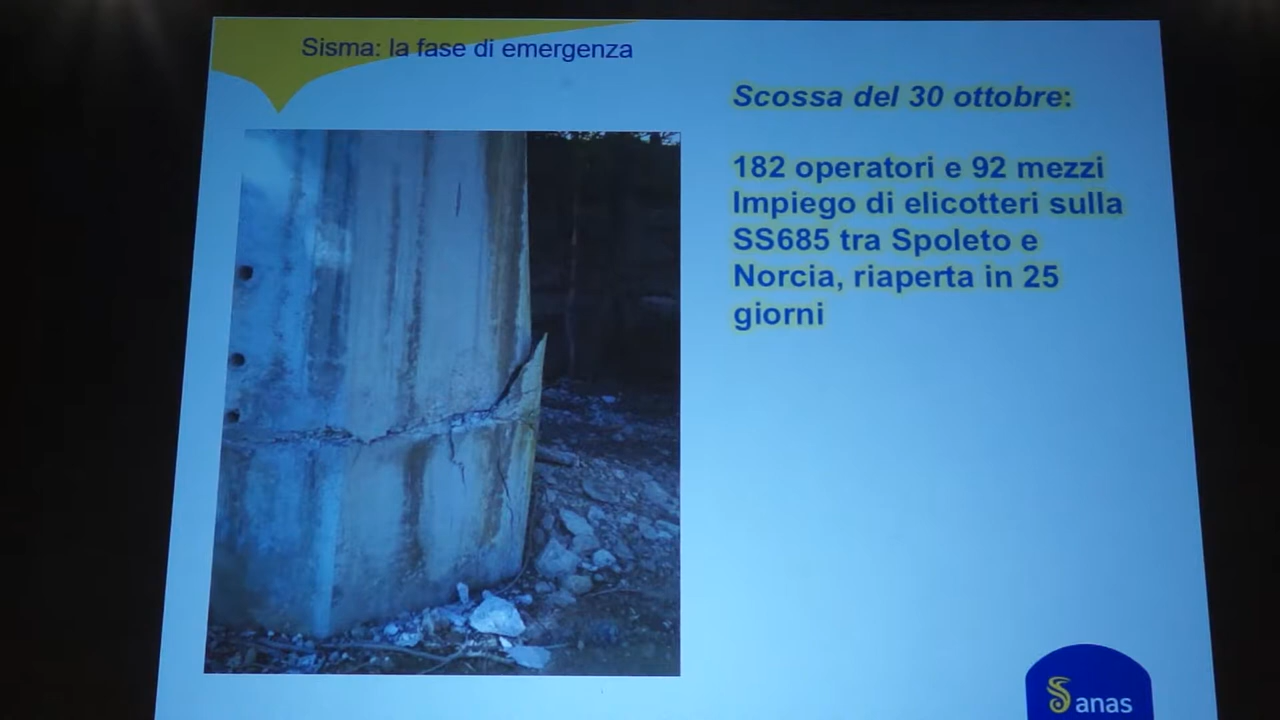 Sisma: la fase di emergenza
Scossa del 30 ottobre:
182 operatori e 92 mezzi
Impiego di elicotteri sulla
SS685 tra Spoleto e
Norcia, riaperta in 25
giorni
anas